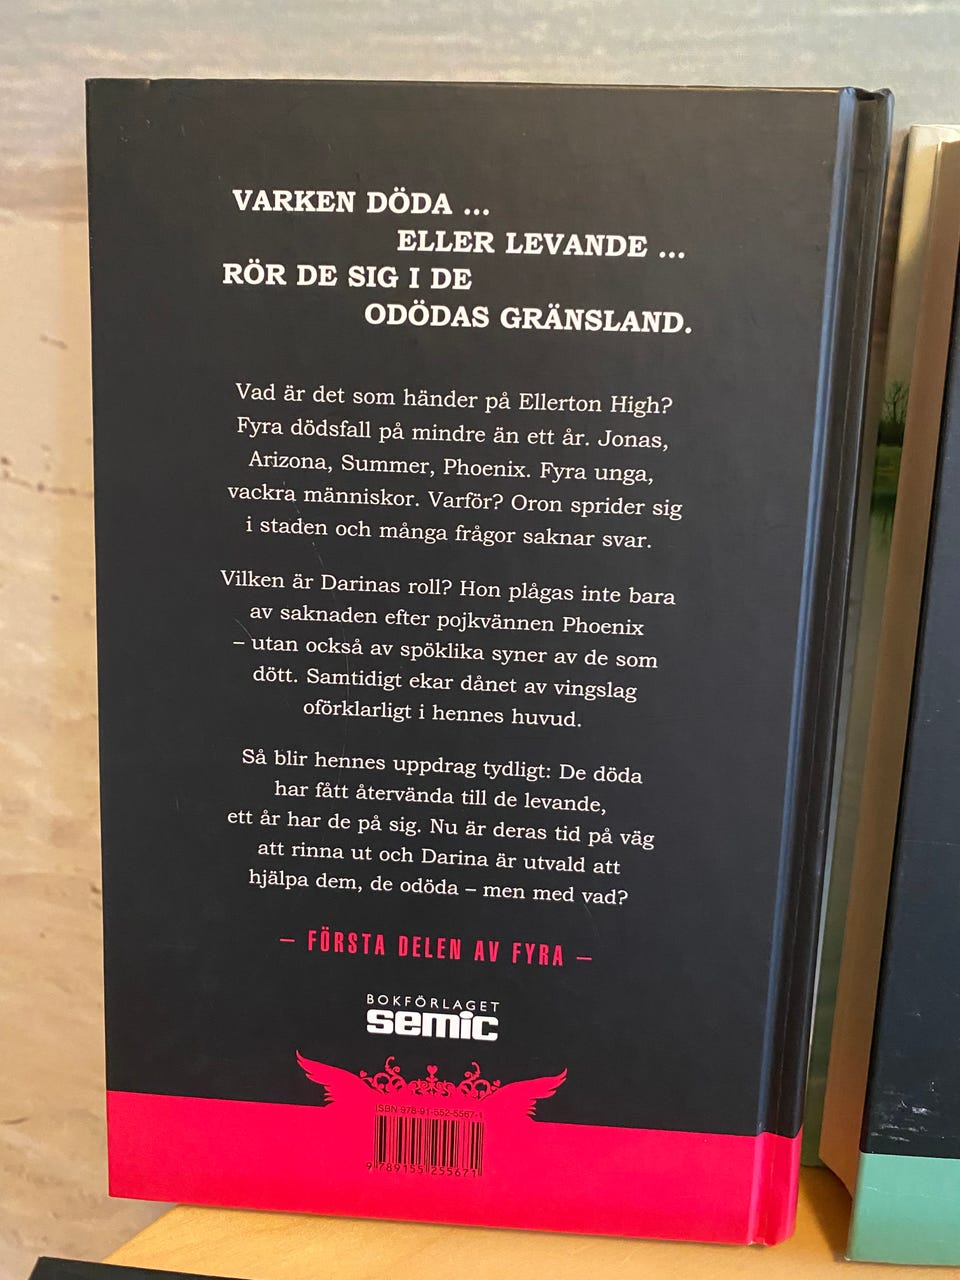 VARKEN DÖDA ...
ELLER LEVANDE ...
RÖR DE SIG I DE
ODÖDAS GRÄNSLAND.
Vad är det som händer på Ellerton High?
Fyra dödsfall på mindre än ett år. Jonas,
Arizona, Summer, Phoenix. Fyra unga,
vackra människor. Varför? Oron sprider sig
i staden och många frågor saknar svar.
Vilken är Darinas roll? Hon plågas inte bara
av saknaden efter pojkvännen Phoenix
– utan också av spöklika syner av de som
dött. Samtidigt ekar dånet av vingslag
oförklarligt i hennes huvud.
Så blir hennes uppdrag tydligt: De döda
har fått återvända till de levande,
ett år har de på sig. Nu är deras tid på väg
att rinna ut och Darina är utvald att
hjälpa dem, de odöda – men med vad?
– FÖRSTA DELEN AV FYRA –
BOKFÖRLAGET
semic
ISBN 978-91-552-5567-1
9 789155 255671